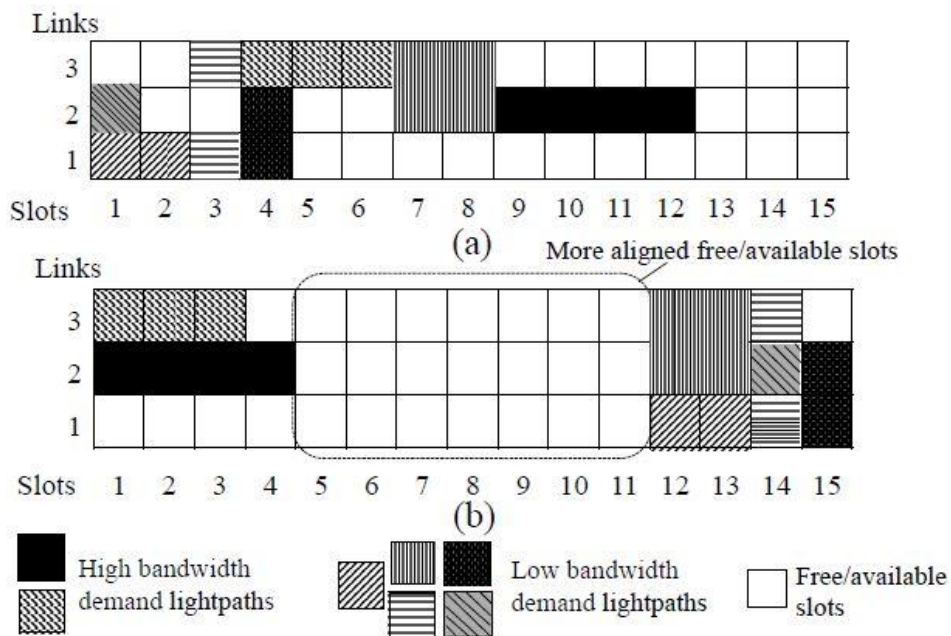 Links
3
2
1
Slots 1 2 3 4 5 6 7 8 9 10 11 12 13 14 15
(a)
More aligned free/available slots
Links
3
2
1
Slots 1 2 3 4 5 6 7 8 9 10 11 12 13 14 15
(b)
High bandwidth
demand lightpaths
Low bandwidth
demand lightpaths
Free/available
slots